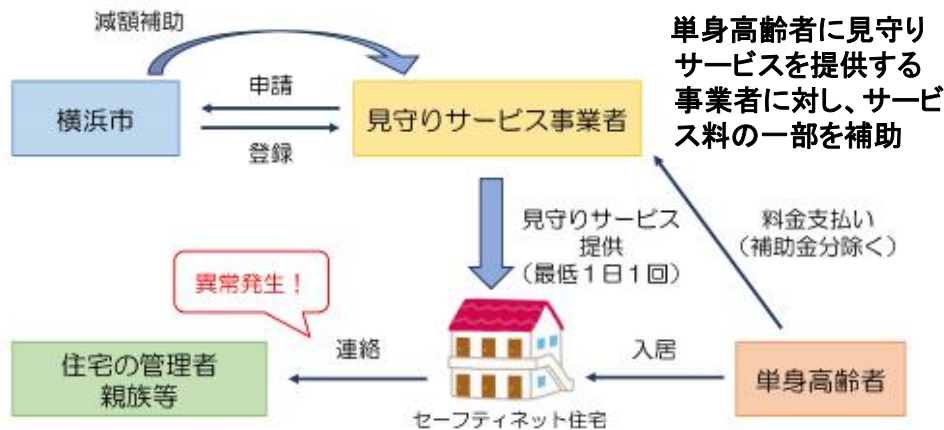 減額補助
単身高齢者に見守り
サービスを提供する
事業者に対し、サービ
ス料の一部を補助
横浜市
申請
登録
見守りサービス事業者
見守りサービス
提供
（最低１日１回）
料金支払い
（補助金分除く）
異常発生！
住宅の管理者
親族等
連絡
入居
単身高齢者
セーフティネット住宅